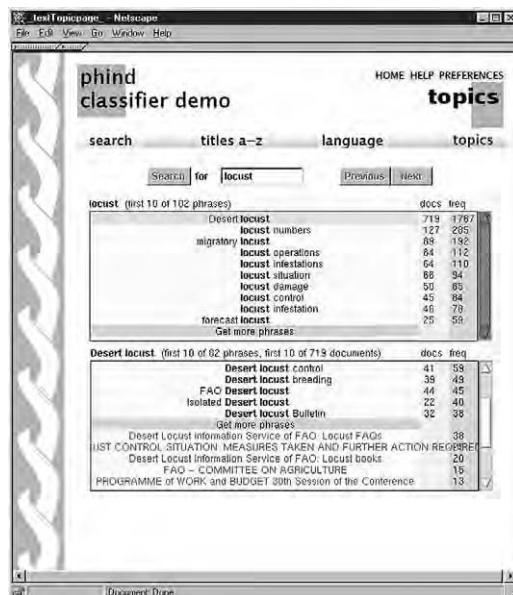 _textTopicpage_ - Netscape
File Edit View Go Window Help
phind
classifier demo
HOME HELP PREFERENCES
topics
search titles a–z language topics
Search for locust Previous Next
locust (first 10 of 102 phrases) docs freq
Desert locust 719 1767
locust numbers 127 265
migratory locust 89 192
locust operations 64 112
locust infestations 64 110
locust situation 66 94
locust damage 50 85
locust control 45 84
locust infestation 46 78
forecast locust 25 59
Get more phrases
Desert locust (first 10 of 62 phrases, first 10 of 719 documents) docs freq
Desert locust control 41 59
Desert locust breeding 39 49
FAO Desert locust 44 45
Isolated Desert locust 22 40
Desert locust Bulletin 32 38
Get more phrases
Desert Locust Information Service of FAO: Locust FAQs 38
UST CONTROL SITUATION: MEASURES TAKEN AND FURTHER ACTION REQUIRED
Desert Locust Information Service of FAO: Locust books 20
FAO – COMMITTEE ON AGRICULTURE 15
PROGRAMME of WORK and BUDGET 30th Session of the Conference 13
Document: Done